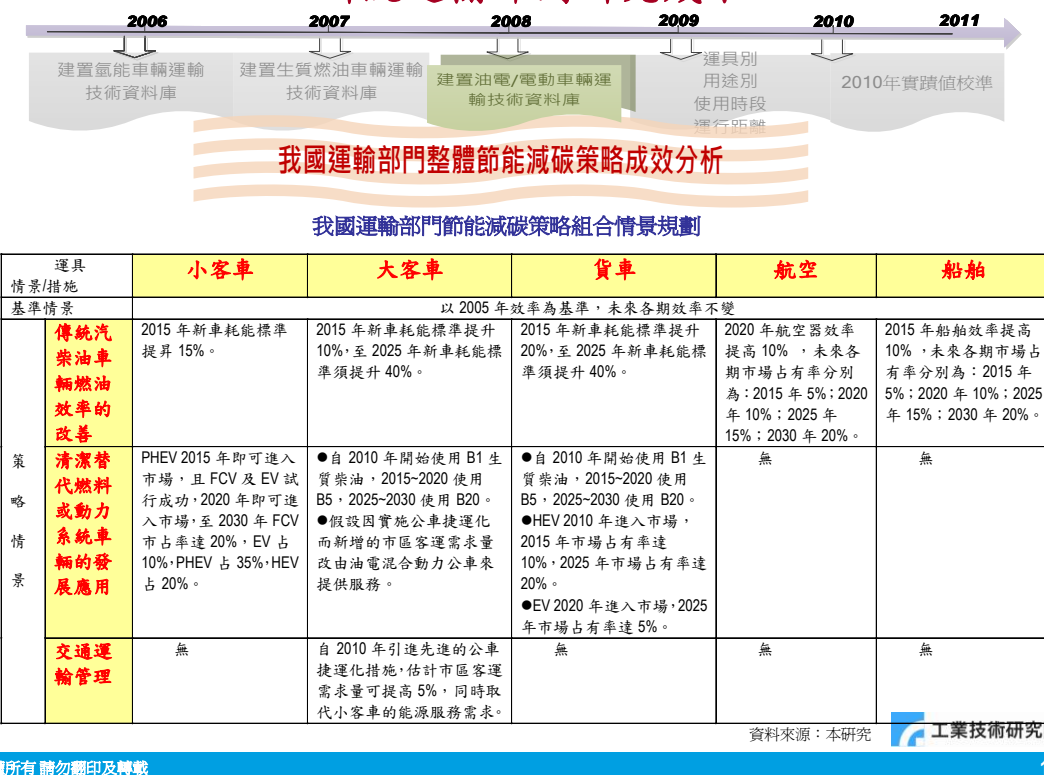 2006 2007 2008 2009 2010 2011
建置氫能車輛運輸
技術資料庫
建置生質燃油車輛運輸
技術資料庫
建置油電/電動車輛運
輸技術資料庫
運具別
用途別
使用時段
運行距離
2010年實蹟值校準
我國運輸部門整體節能減碳策略成效分析
我國運輸部門節能減碳策略組合情景規劃
運具
情景/措施
小客車
大客車
貨車
航空
船舶
基準情景
以 2005 年效率為基準，未來各期效率不變
策
略
情
景
傳統汽
柴油車
輛燃油
效率的
改善
2015 年新車耗能標準
提昇 15%。
2015 年新車耗能標準提升
10%，至 2025 年新車耗能標
準須提升 40%。
2015 年新車耗能標準提升
20%，至 2025 年新車耗能標
準須提升 40%。
2020 年航空器效率
提高 10% ，未來各
期市場占有率分別
為：2015 年 5%；2020
年 10%；2025 年
15%；2030 年 20%。
2015 年船舶效率提高
10% ，未來各期市場占
有率分別為：2015 年
5%；2020 年 10%；2025
年 15%；2030 年 20%。
清潔替
代燃料
或動力
系統車
輛的發
展應用
PHEV 2015 年即可進入
市場，且 FCV 及 EV 試
行成功，2020 年即可進
入市場，至 2030 年 FCV
市占率達 20%，EV 占
10%，PHEV 占 35%，HEV
占 20%。
●自 2010 年開始使用 B1 生
質柴油，2015~2020 使用
B5，2025~2030 使用 B20。
●假設因實施公車捷運化
而新增的市區客運需求量
改由油電混合動力公車來
提供服務。
●自 2010 年開始使用 B1 生
質柴油，2015~2020 使用
B5，2025~2030 使用 B20。
●HEV 2010 年進入市場，
2015 年市場占有率達
10%，2025 年市場占有率達
20%。
●EV 2020 年進入市場，2025
年市場占有率達 5%。
無
無
交通運
輸管理
無
自 2010 年引進先進的公車
捷運化措施，估計市區客運
需求量可提高 5%，同時取
代小客車的能源服務需求。
無
無
無
資料來源：本研究
工業技術研究
所有 請勿翻印及轉載